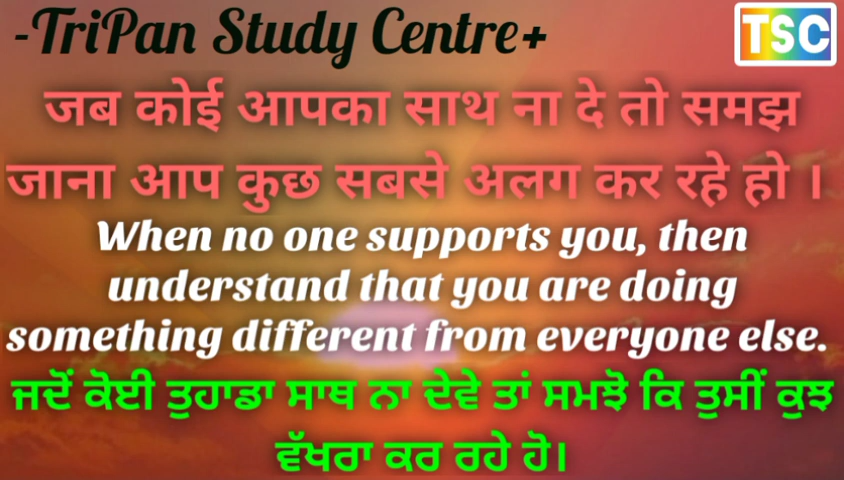 -TriPan Study Centre+
TSC
जब कोई आपका साथ ना दे तो समझ
जाना आप कुछ सबसे अलग कर रहे हो ।
When no one supports you, then
understand that you are doing
something different from everyone else.
ਜਦੋਂ ਕੋਈ ਤੁਹਾਡਾ ਸਾਥ ਨਾ ਦੇਵੇ ਤਾਂ ਸਮਝੋ ਕਿ ਤੁਸੀਂ ਕੁਝ
ਵੱਖਰਾ ਕਰ ਰਹੇ ਹੋ।